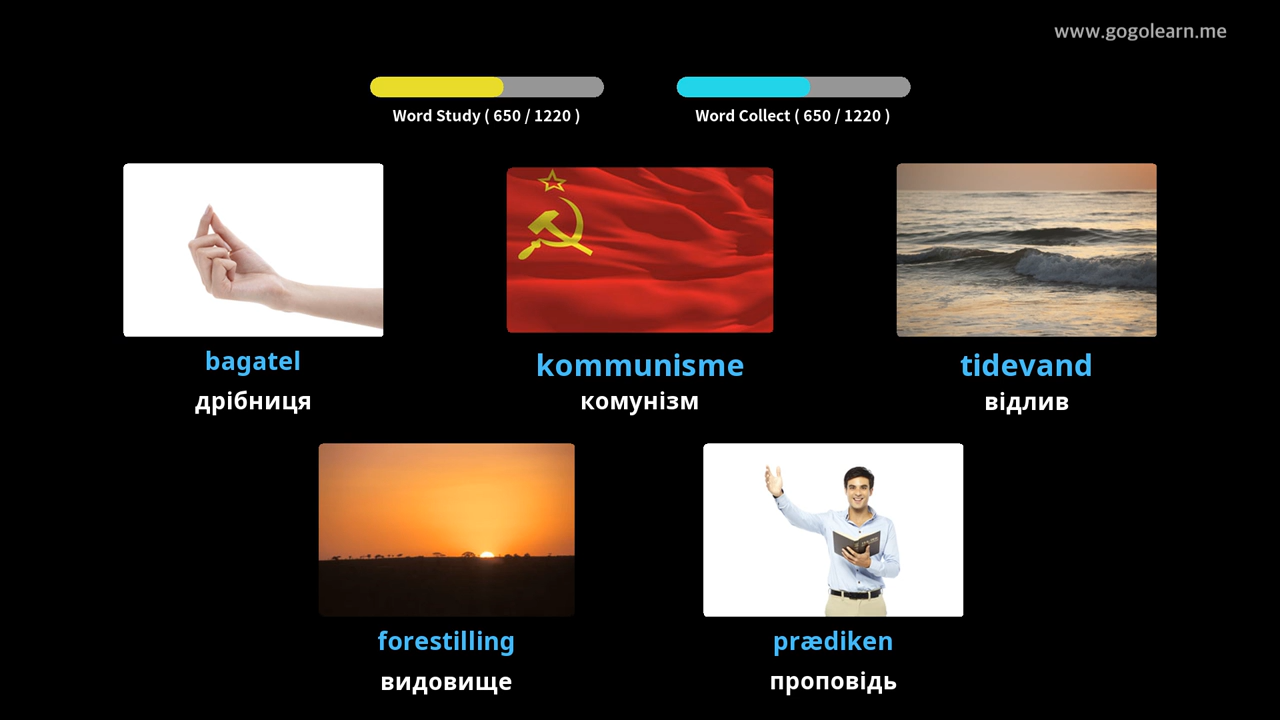 www.gogolearn.me
Word Study ( 650 / 1220 )
Word Collect ( 650 / 1220 )
bagatel
дрібниця
kommunisme
комунізм
tidevand
відлив
forestilling
видовище
prædiken
проповідь